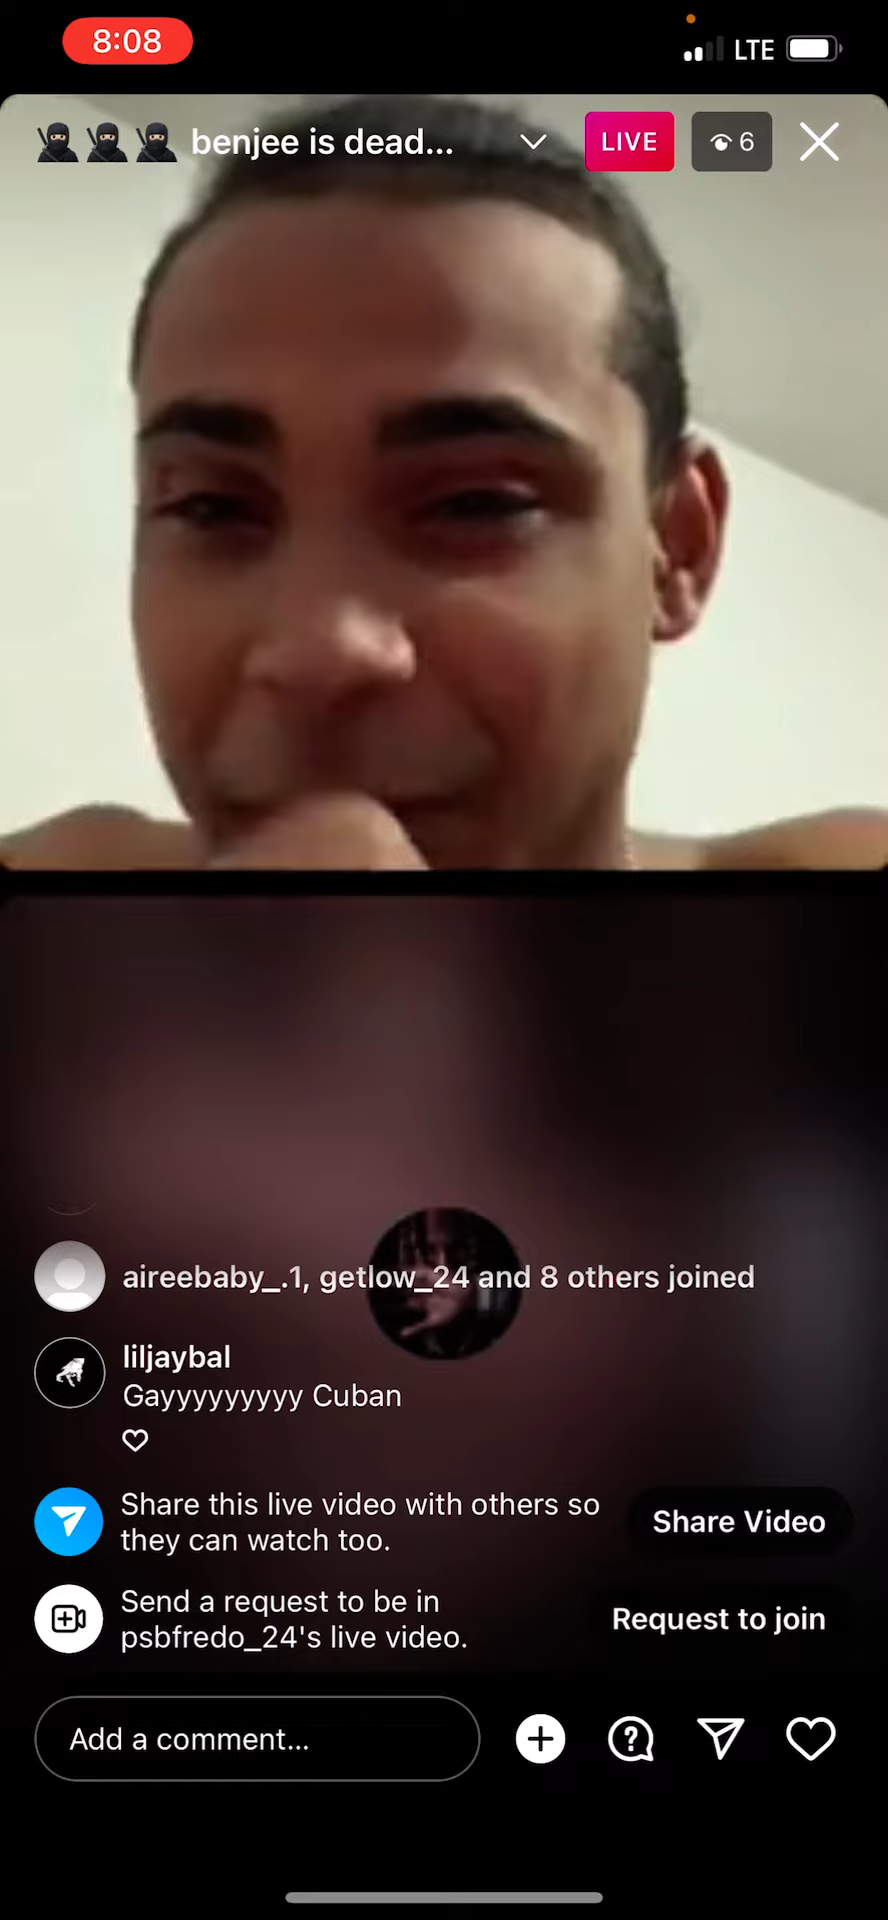 8:08
LTE
benjee is dead...
LIVE
6
aireebaby_.1, getlow_24 and 8 others joined
liljaybal
Gayyyyyyyyy Cuban
Share this live video with others so
they can watch too.
Share Video
Send a request to be in
psbfredo_24's live video.
Request to join
Add a comment...